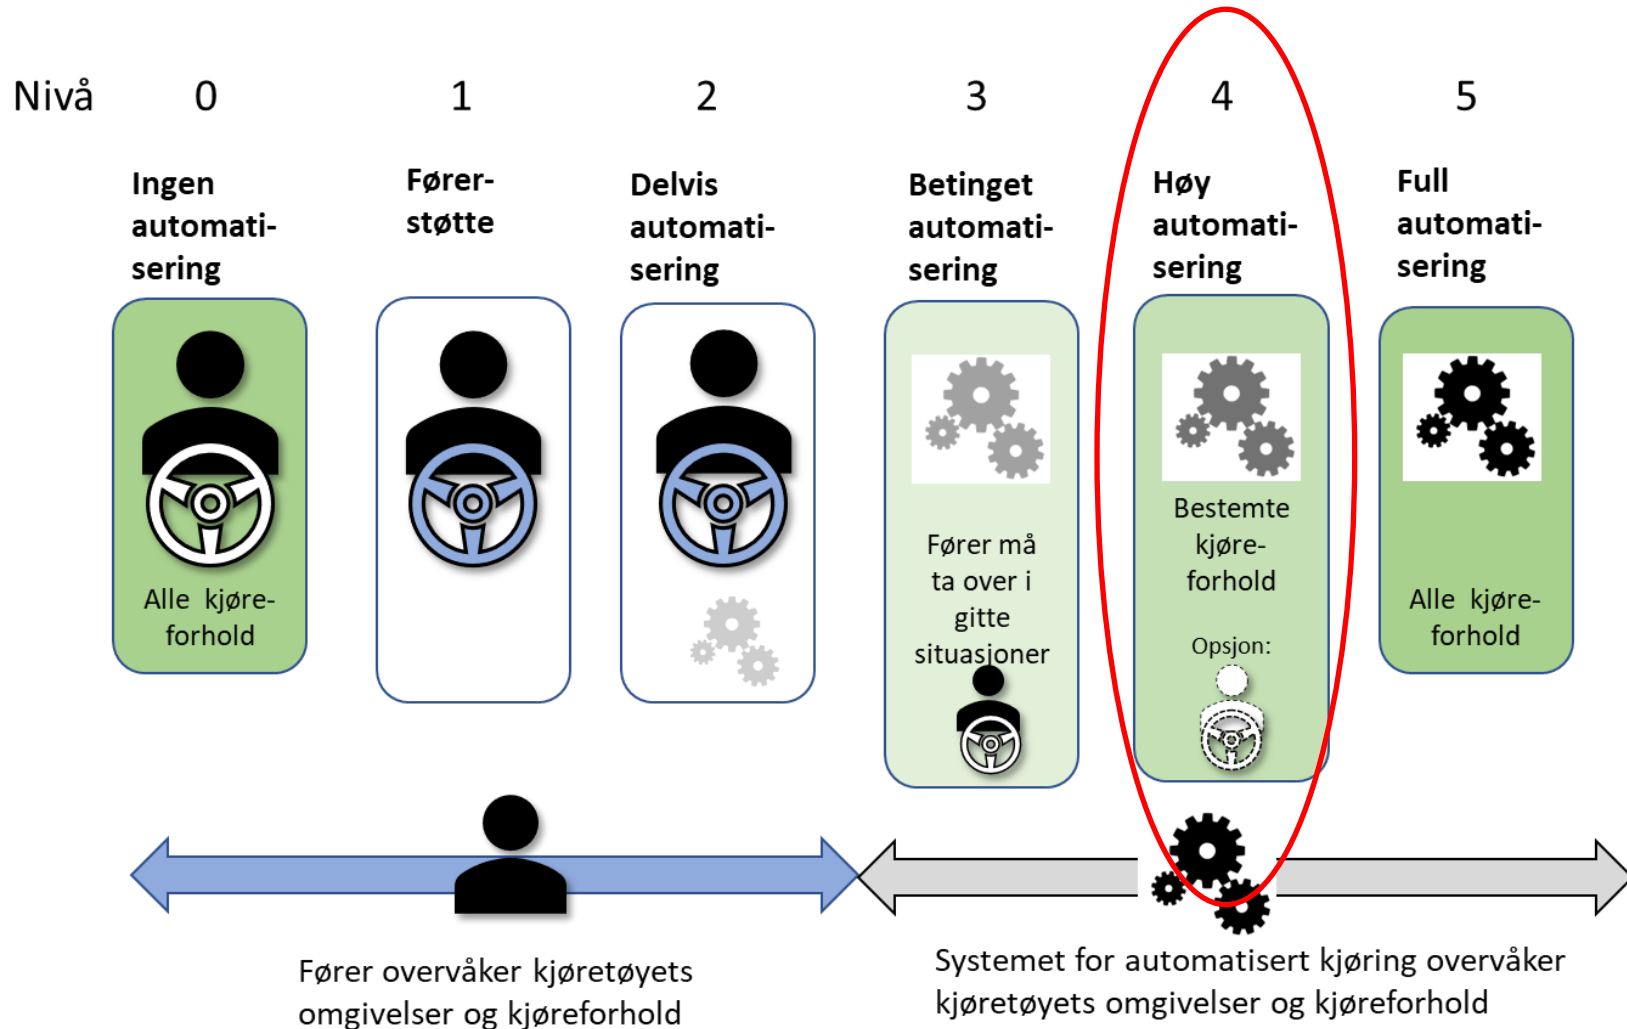 Nivå 0 1 2 3 4 5
Ingen
automati-
sering
Fører-
støtte
Delvis
automati-
sering
Betinget
automati-
sering
Høy
automati-
sering
Full
automati-
sering
Alle kjøre-
forhold
Fører må
ta over i
gitte
situasjoner
Bestemte
kjøre-
forhold
Opsjon:
Alle kjøre-
forhold
Fører overvåker kjøretøyets
omgivelser og kjøreforhold
Systemet for automatisert kjøring overvåker
kjøretøyets omgivelser og kjøreforhold